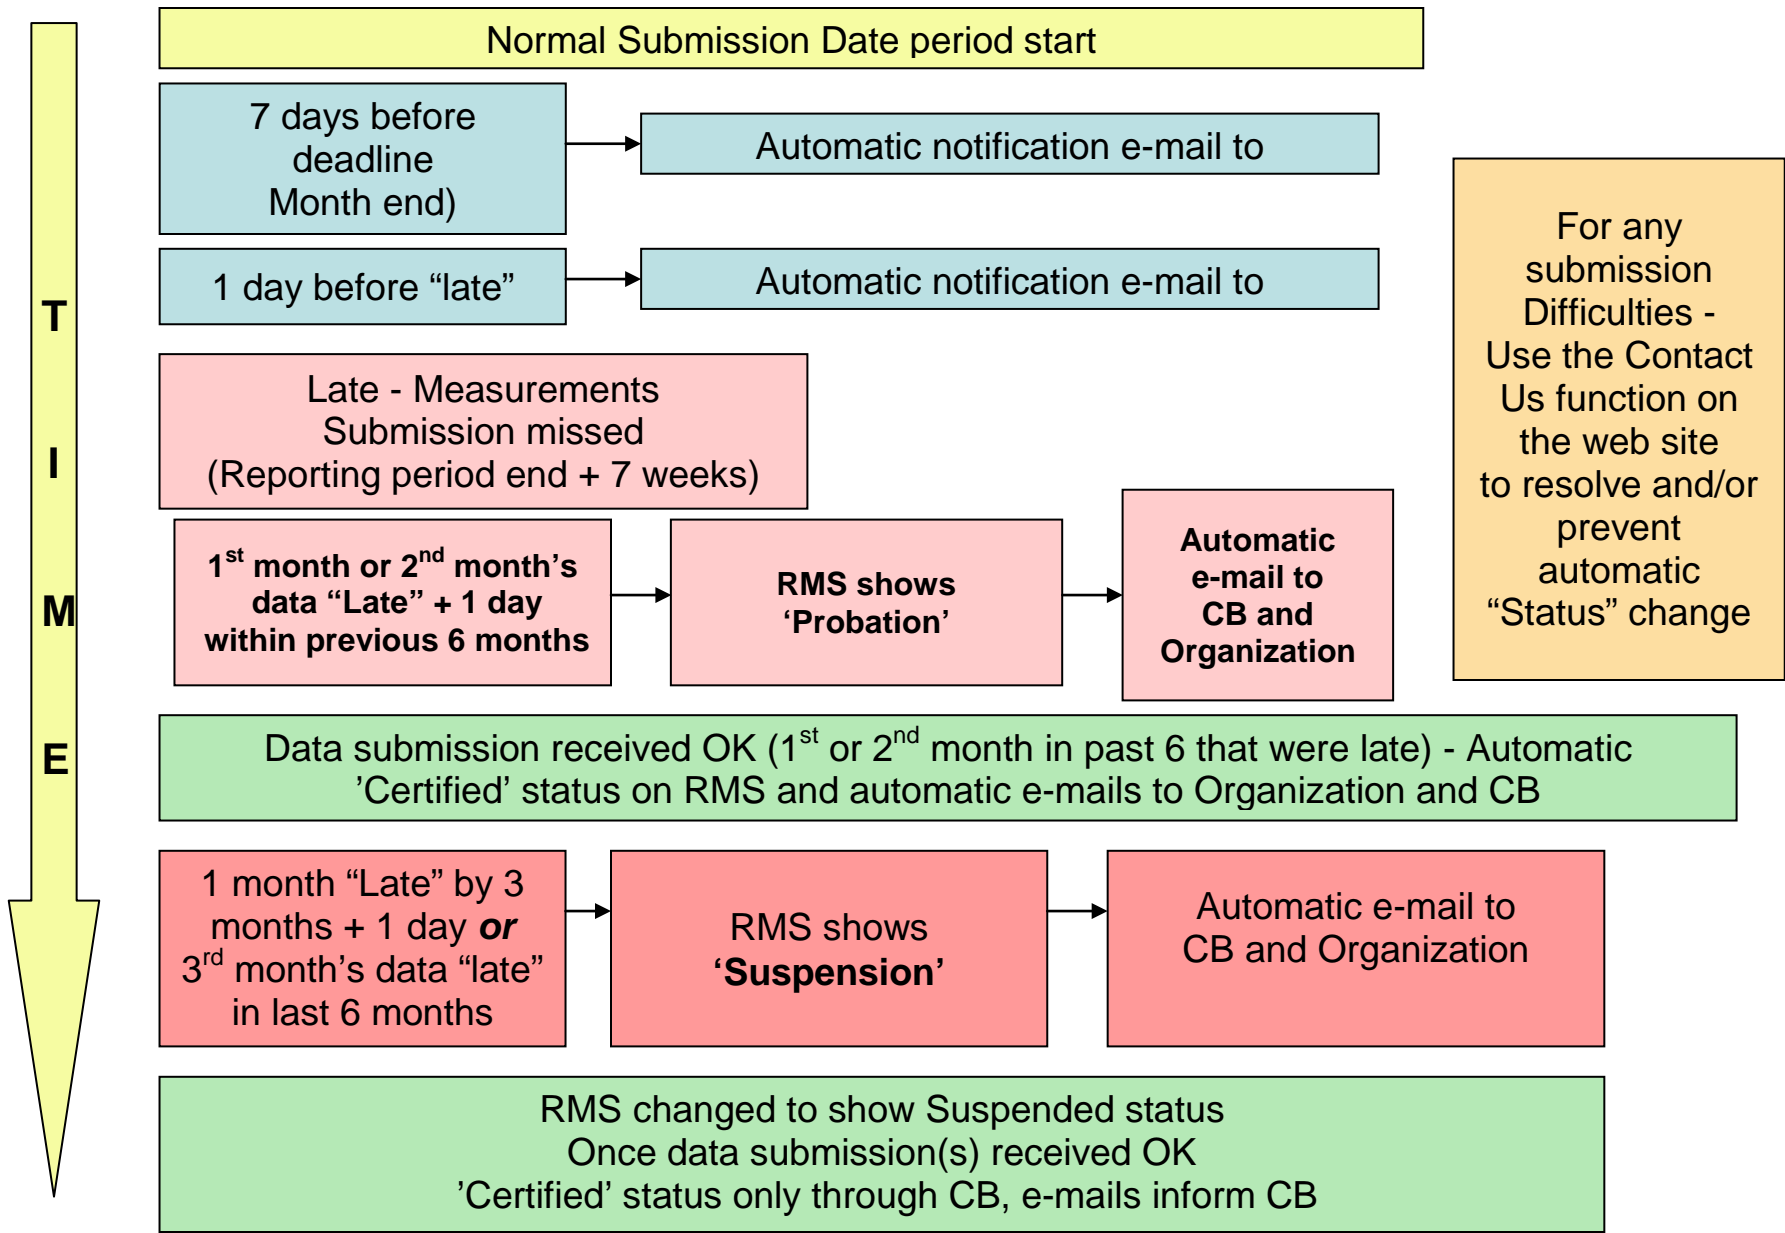 Normal Submission Date period start
7 days before
deadline
Month end)
Automatic notification e-mail to
1 day before “late”
Automatic notification e-mail to
Late - Measurements
Submission missed
(Reporting period end + 7 weeks)
1st month or 2nd month’s
data “Late” + 1 day
within previous 6 months
RMS shows
‘Probation’
Automatic
e-mail to
CB and
Organization
For any
submission
Difficulties -
Use the Contact
Us function on
the web site
to resolve and/or
prevent
automatic
“Status” change
Data submission received OK (1st or 2nd month in past 6 that were late) - Automatic
’Certified’ status on RMS and automatic e-mails to Organization and CB
1 month “Late” by 3
months + 1 day or
3rd month’s data “late”
in last 6 months
RMS shows
‘Suspension’
Automatic e-mail to
CB and Organization
RMS changed to show Suspended status
Once data submission(s) received OK
’Certified’ status only through CB, e-mails inform CB
T
I
M
E